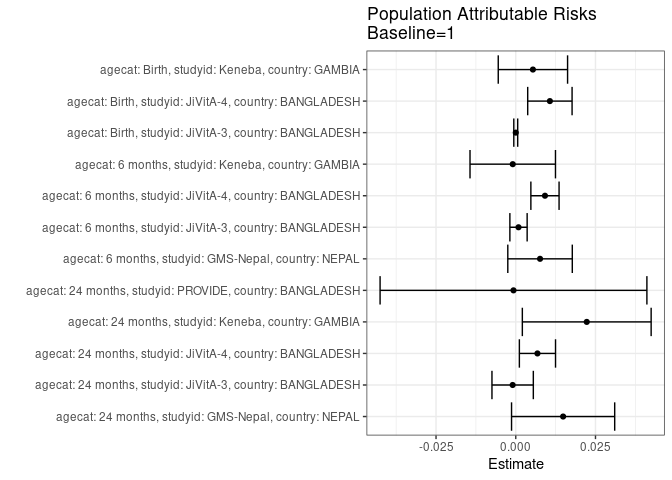 Population Attributable Risks
Baseline=1
agecat: Birth, studyid: Keneba, country: GAMBIA
agecat: Birth, studyid: JiVitA-4, country: BANGLADESH
agecat: Birth, studyid: JiVitA-3, country: BANGLADESH
agecat: 6 months, studyid: Keneba, country: GAMBIA
agecat: 6 months, studyid: JiVitA-4, country: BANGLADESH
agecat: 6 months, studyid: JiVitA-3, country: BANGLADESH
agecat: 6 months, studyid: GMS-Nepal, country: NEPAL
agecat: 24 months, studyid: PROVIDE, country: BANGLADESH
agecat: 24 months, studyid: Keneba, country: GAMBIA
agecat: 24 months, studyid: JiVitA-4, country: BANGLADESH
agecat: 24 months, studyid: JiVitA-3, country: BANGLADESH
agecat: 24 months, studyid: GMS-Nepal, country: NEPAL
-0.025 0.000 0.025
Estimate